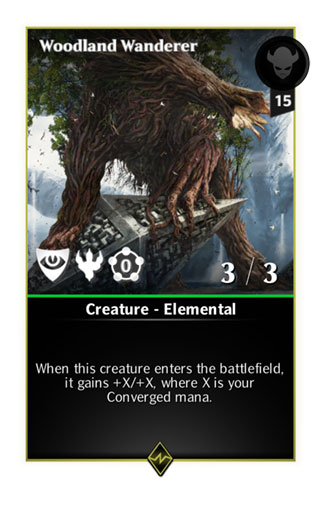 Woodland Wanderer
15
0
3 / 3
Creature - Elemental
When this creature enters the battlefield,
it gains +X/+X, where X is your
Converged mana.